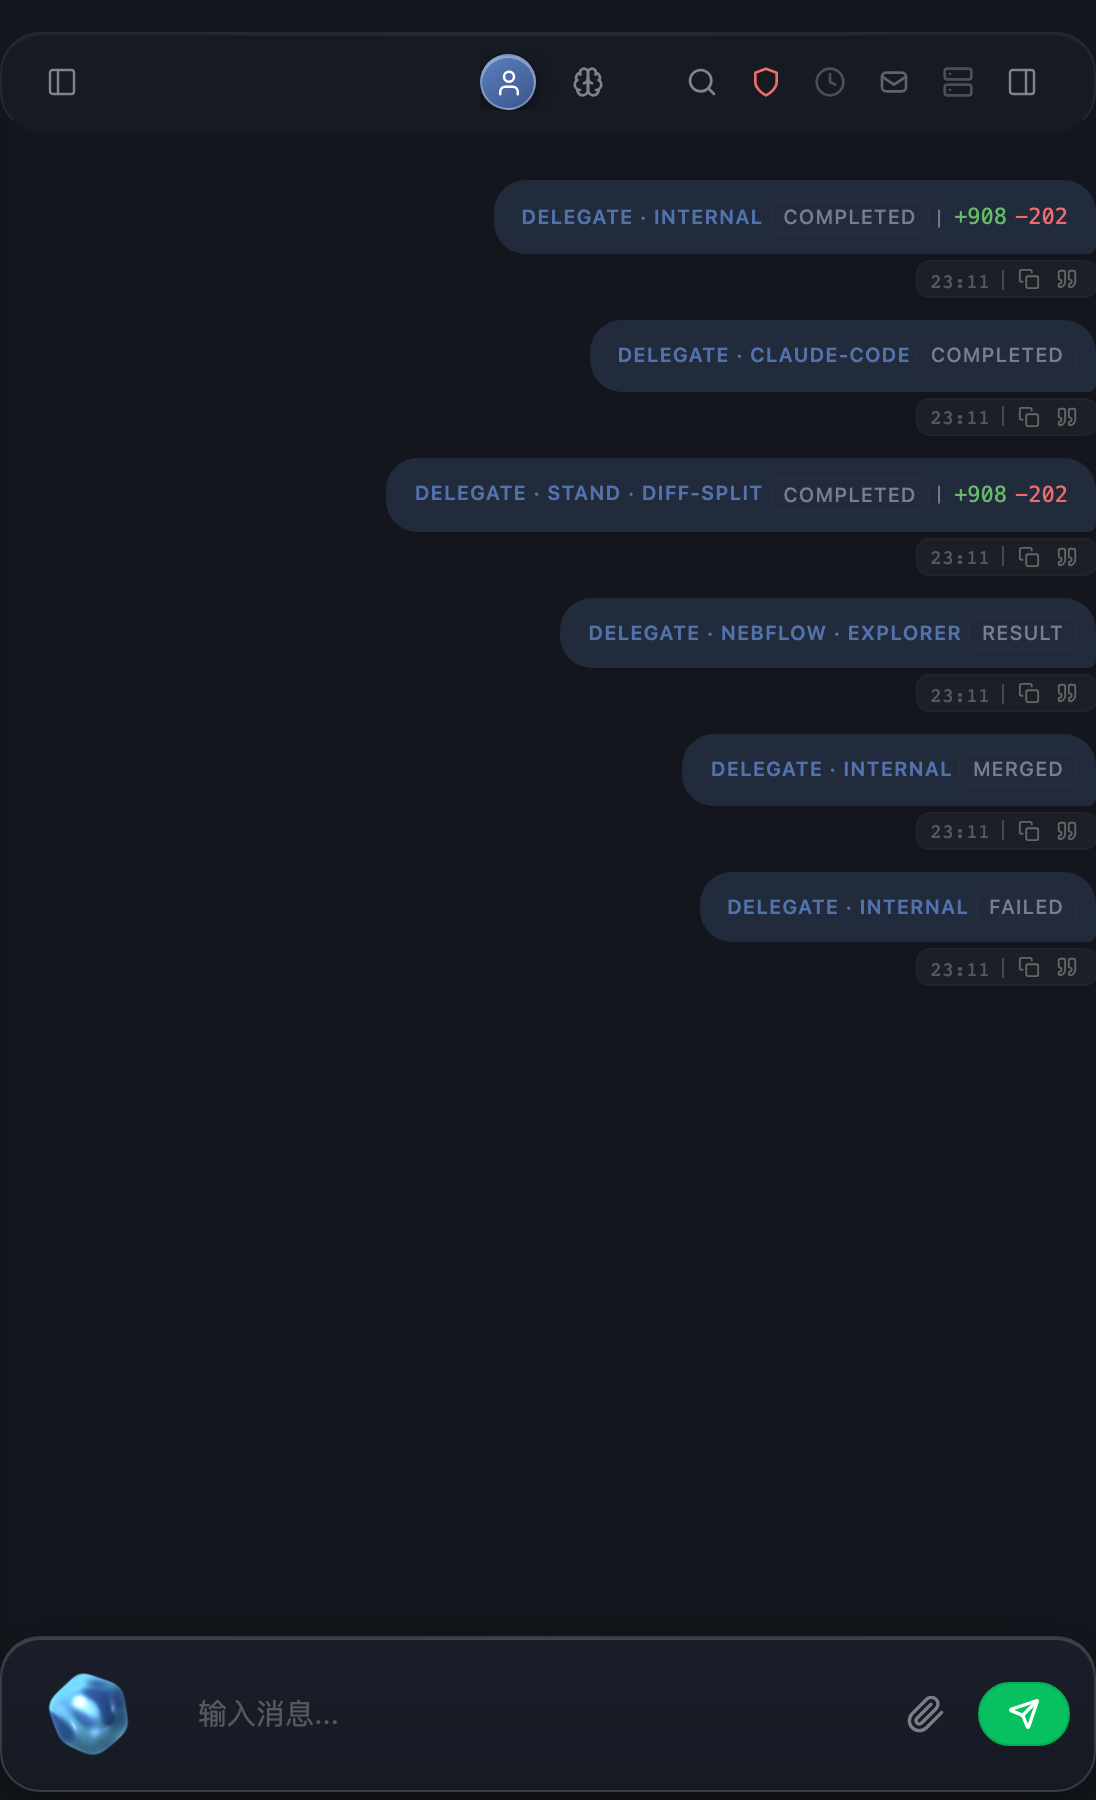 DELEGATE · INTERNAL COMPLETED | +908 −202
23:11
DELEGATE · CLAUDE-CODE COMPLETED
23:11
DELEGATE · STAND · DIFF-SPLIT COMPLETED | +908 −202
23:11
DELEGATE · NEBFLOW · EXPLORER RESULT
23:11
DELEGATE · INTERNAL MERGED
23:11
DELEGATE · INTERNAL FAILED
23:11
输入消息...